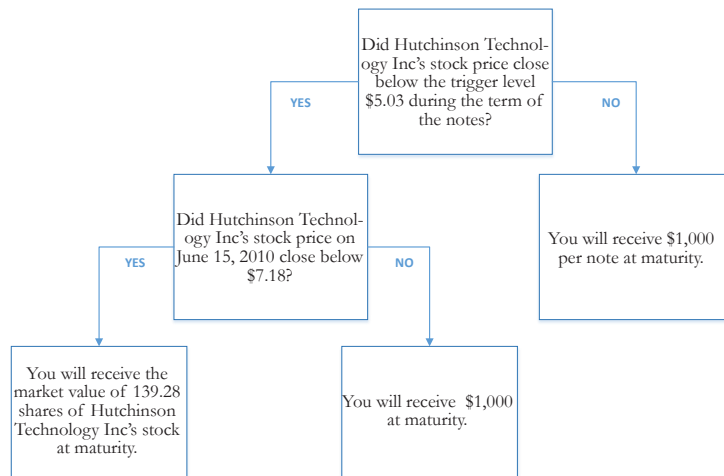 Did Hutchinson Technol-
ogy Inc's stock price close
below the trigger level
$5.03 during the term of
the notes?
YES
NO
Did Hutchinson Technol-
ogy Inc's stock price on
June 15, 2010 close below
$7.18?
You will receive $1,000
per note at maturity.
YES
NO
You will receive the
market value of 139.28
shares of Hutchinson
Technology Inc's stock
at maturity.
You will receive $1,000
at maturity.